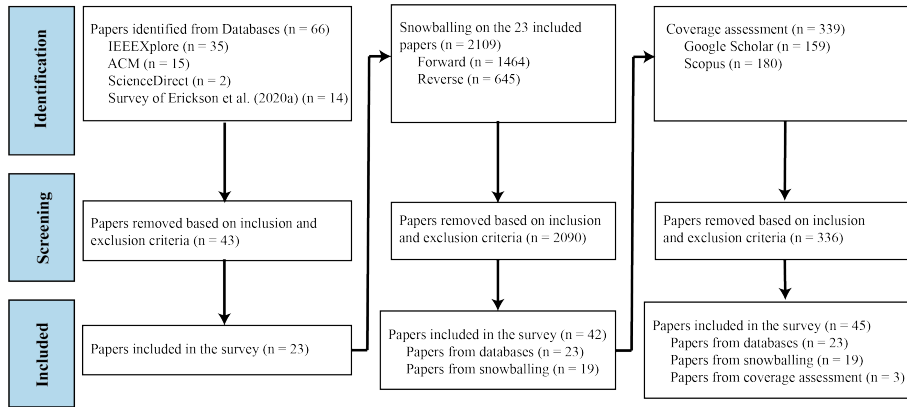 Identification
Papers identified from Databases (n = 66)
IEEEXplore (n = 35)
ACM (n = 15)
ScienceDirect (n = 2)
Survey of Erickson et al. (2020a) (n = 14)
Snowballing on the 23 included
papers (n = 2109)
Forward (n = 1464)
Reverse (n = 645)
Coverage assessment (n = 339)
Google Scholar (n = 159)
Scopus (n = 180)
Screening
Papers removed based on inclusion and
exclusion criteria (n = 43)
Papers removed based on inclusion
and exclusion criteria (n = 2090)
Papers removed based on inclusion
and exclusion criteria (n = 336)
Included
Papers included in the survey (n = 23)
Papers included in the survey (n = 42)
Papers from databases (n = 23)
Papers from snowballing (n = 19)
Papers included in the survey (n = 45)
Papers from databases (n = 23)
Papers from snowballing (n = 19)
Papers from coverage assessment (n = 3)